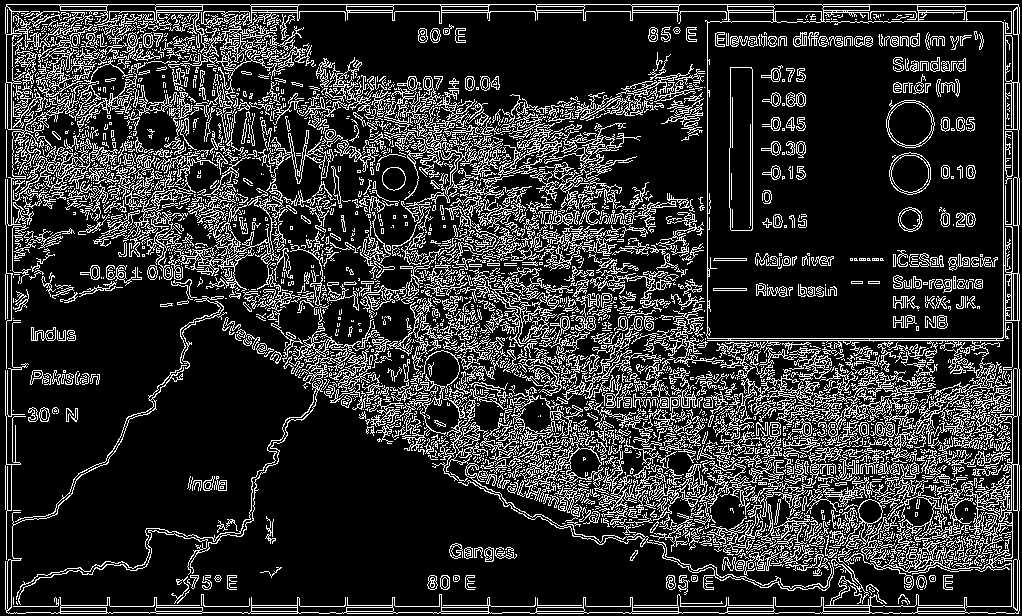 80° E
85° E
HK: –0.21 ± 0.07
KK: –0.07 ± 0.04
Elevation difference trend (m yr⁻¹)
–0.75
–0.60
–0.45
–0.30
–0.15
0
+0.15
Standard
error (m)
0.05
0.10
0.20
Major river
River basin
ICESat glacier
Sub-regions
HK, KK, JK,
HP, NB
Tibet/China
JK:
–0.66 ± 0.09
HP:
–0.38 ± 0.06
Indus
Western
Pakistan
30° N
Brahmaputra
NB: –0.38 ± 0.09
Eastern Himalaya
Central
India
Ganges
Nepal
75° E
80° E
85° E
90° E